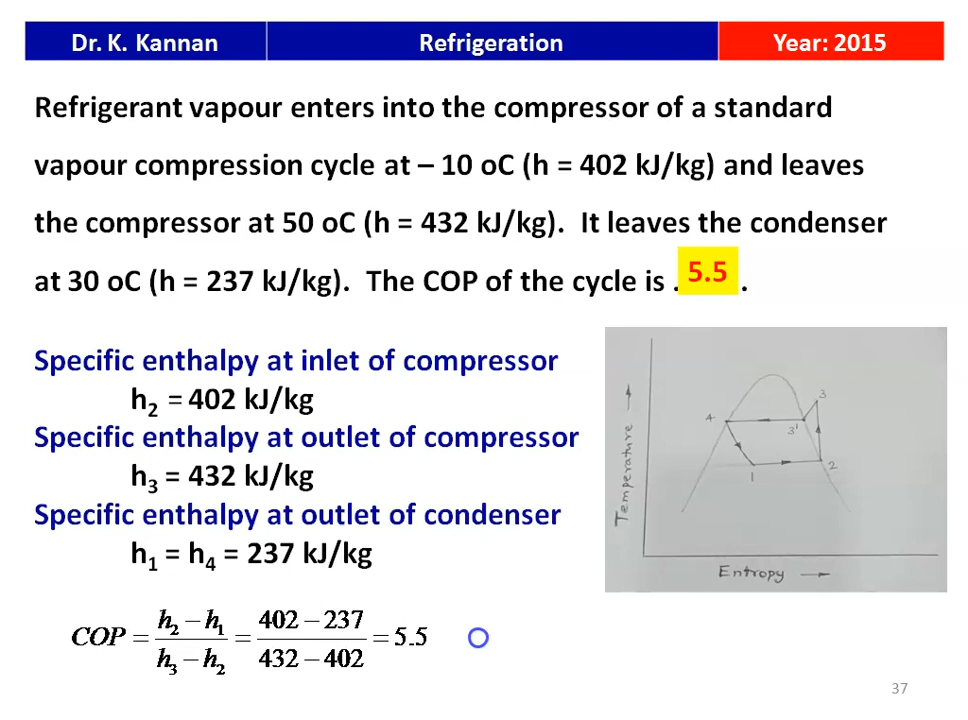 Dr. K. Kannan Refrigeration Year: 2015
Refrigerant vapour enters into the compressor of a standard
vapour compression cycle at – 10 oC (h = 402 kJ/kg) and leaves
the compressor at 50 oC (h = 432 kJ/kg). It leaves the condenser
at 30 oC (h = 237 kJ/kg). The COP of the cycle is . 5.5 .
Specific enthalpy at inlet of compressor
h2 = 402 kJ/kg
Specific enthalpy at outlet of compressor
h3 = 432 kJ/kg
Specific enthalpy at outlet of condenser
h1 = h4 = 237 kJ/kg
COP = (h2 – h1)/(h3 – h2) = (402 – 237)/(432 – 402) = 5.5
3
4
3'
2
1
Temperature
Entropy
37